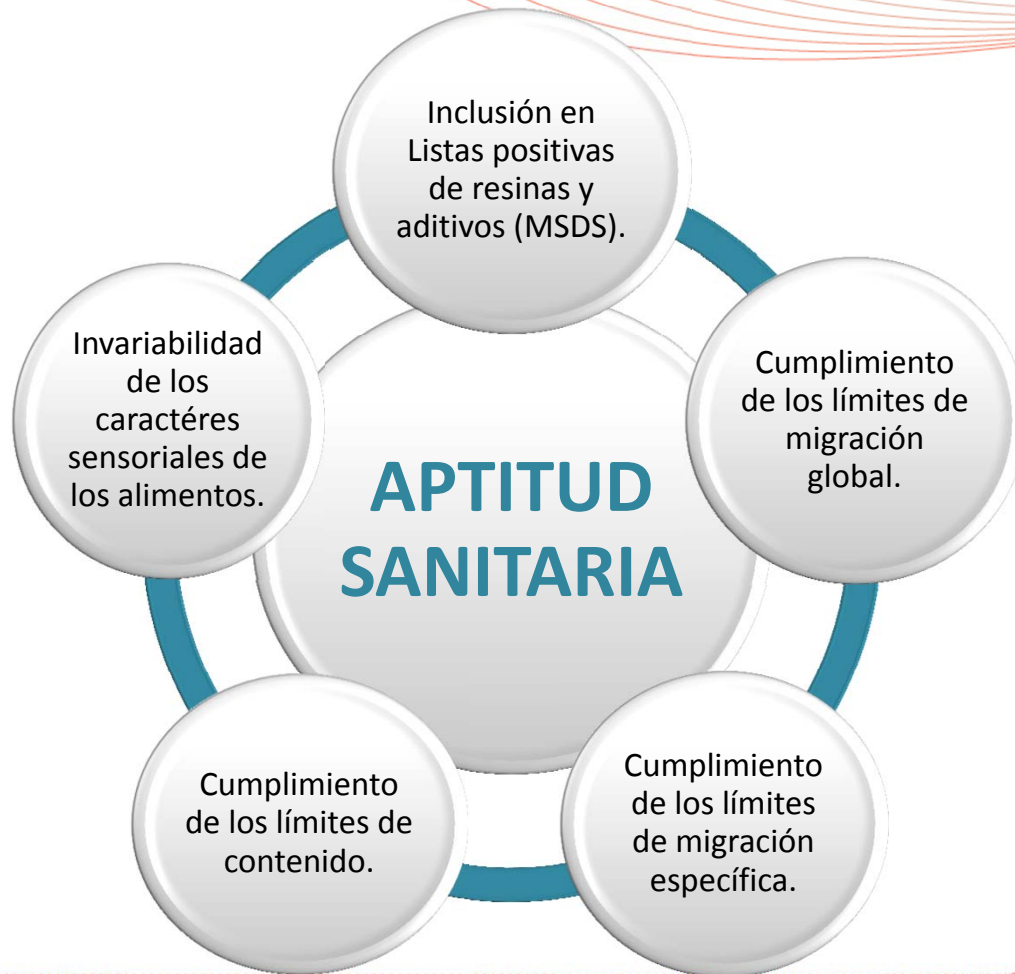 Inclusión en
Listas positivas
de resinas y
aditivos (MSDS).
Cumplimiento
de los límites de
migración
global.
Cumplimiento
de los límites
de migración
específica.
Cumplimiento
de los límites de
contenido.
Invariabilidad
de los
caractéres
sensoriales de
los alimentos.
APTITUD
SANITARIA